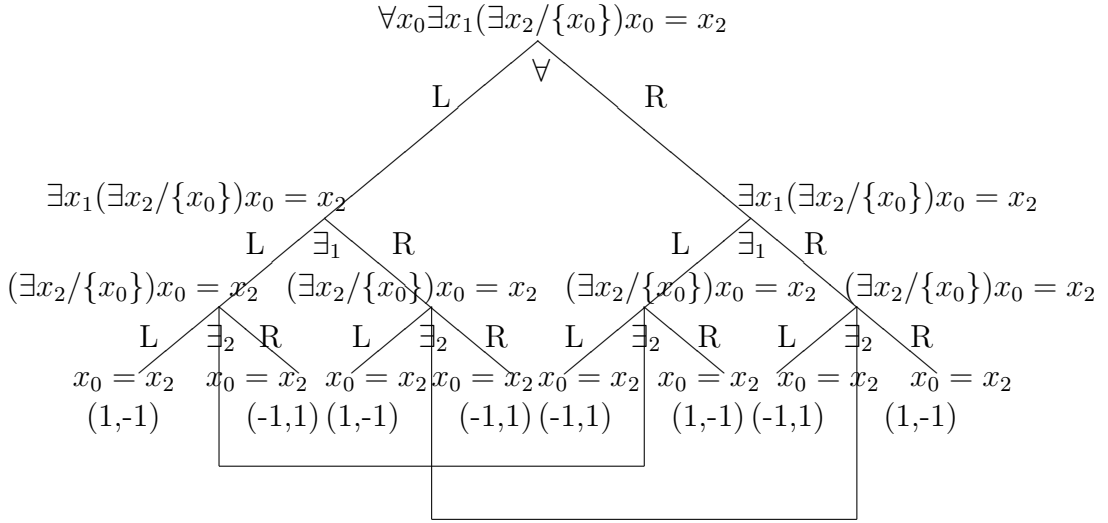 ∀x₀∃x₁(∃x₂/{x₀})x₀ = x₂
∀
L R
∃x₁(∃x₂/{x₀})x₀ = x₂ ∃x₁(∃x₂/{x₀})x₀ = x₂
L ∃₁ R L ∃₁ R
(∃x₂/{x₀})x₀ = x₂ (∃x₂/{x₀})x₀ = x₂ (∃x₂/{x₀})x₀ = x₂ (∃x₂/{x₀})x₀ = x₂
L ∃₂ R L ∃₂ R L ∃₂ R L ∃₂ R
x₀ = x₂ x₀ = x₂ x₀ = x₂ x₀ = x₂ x₀ = x₂ x₀ = x₂ x₀ = x₂ x₀ = x₂
(1,-1) (-1,1) (1,-1) (-1,1) (-1,1) (1,-1) (-1,1) (1,-1)